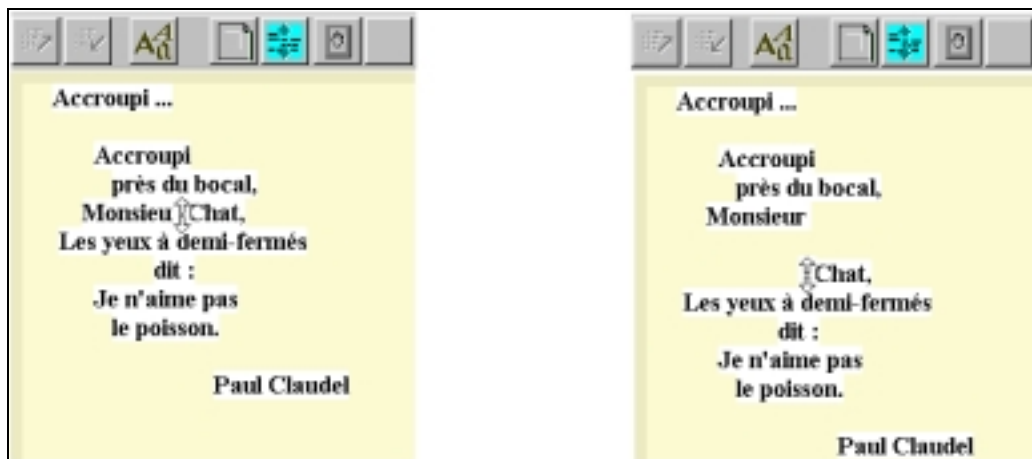 Accroupi ...
Accroupi
près du bocal,
Monsieu Chat,
Les yeux à demi-fermés
dit :
Je n'aime pas
le poisson.
Paul Claudel
Accroupi ...
Accroupi
près du bocal,
Monsieur
Chat,
Les yeux à demi-fermés
dit :
Je n'aime pas
le poisson.
Paul Claudel